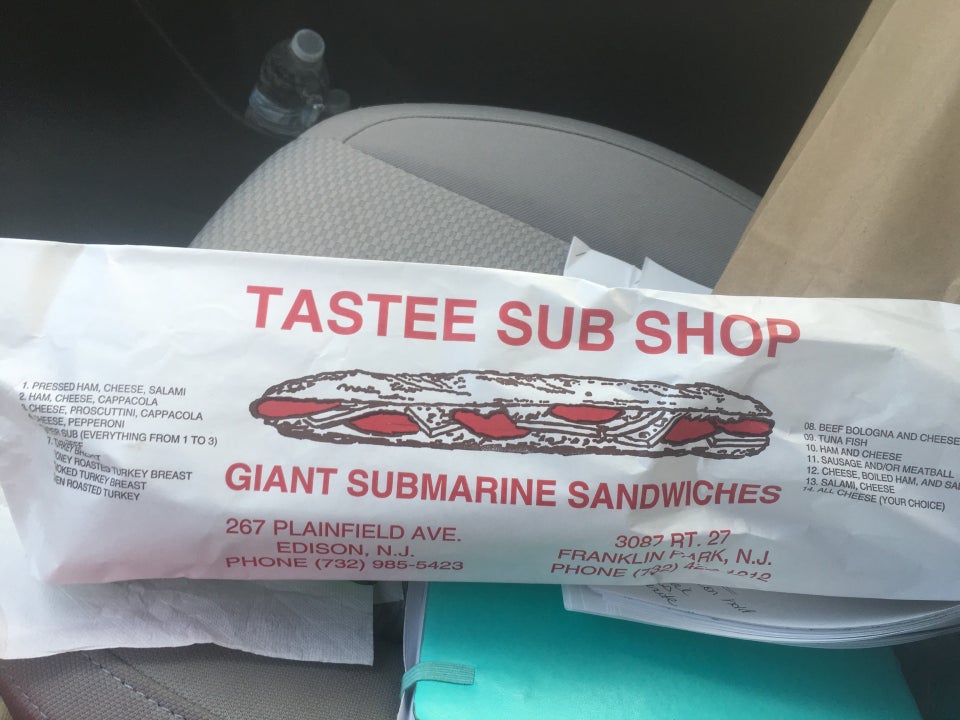 TASTEE SUB SHOP
1. PRESSED HAM, CHEESE, SALAMI
2. HAM, CHEESE, CAPPACOLA
CHEESE, PROSCUTTINI, CAPPACOLA
CHEESE, PEPPERONI
SUB (EVERYTHING FROM 1 TO 3)
7.
ROASTED TURKEY BREAST
TURKEY BREAST
ROASTED TURKEY
08. BEEF BOLOGNA AND CHEESE
09. TUNA FISH
10. HAM AND CHEESE
11. SAUSAGE AND/OR MEATBALL
12. CHEESE, BOILED HAM, AND
13. SALAMI, CHEESE
14. ALL CHEESE (YOUR CHOICE)
GIANT SUBMARINE SANDWICHES
267 PLAINFIELD AVE.
EDISON, N.J.
PHONE (732) 985-5423
3087 RT. 27
FRANKLIN PARK, N.J.
PHONE (732)